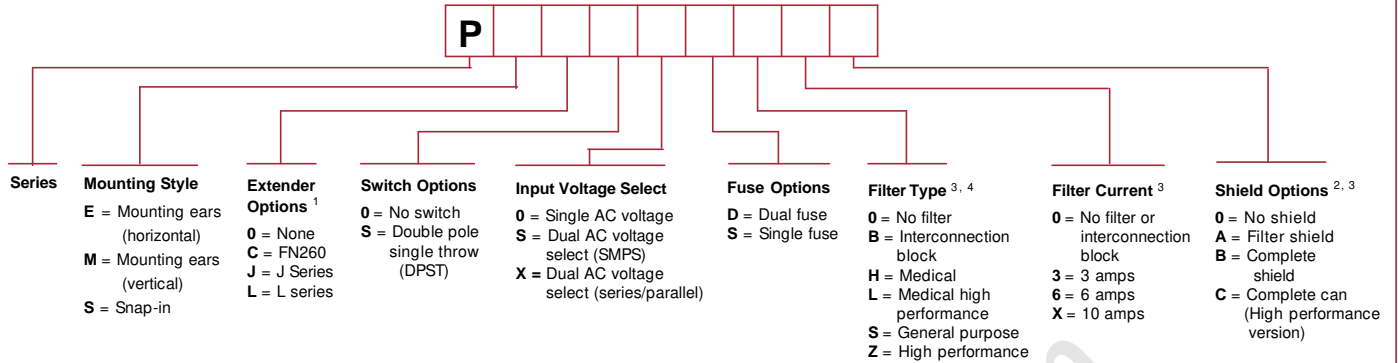 P
Series
Mounting Style
E = Mounting ears
(horizontal)
M = Mounting ears
(vertical)
S = Snap-in
Extender
Options 1
0 = None
C = FN260
J = J Series
L = L series
Switch Options
0 = No switch
S = Double pole
single throw
(DPST)
Input Voltage Select
0 = Single AC voltage
S = Dual AC voltage
select (SMPS)
X = Dual AC voltage
select (series/parallel)
Fuse Options
D = Dual fuse
S = Single fuse
Filter Type 3, 4
0 = No filter
B = Interconnection
block
H = Medical
L = Medical high
performance
S = General purpose
Z = High performance
Filter Current 3
0 = No filter or
interconnection
block
3 = 3 amps
6 = 6 amps
X = 10 amps
Shield Options 2, 3
0 = No shield
A = Filter shield
B = Complete
shield
C = Complete can
(High performance
version)